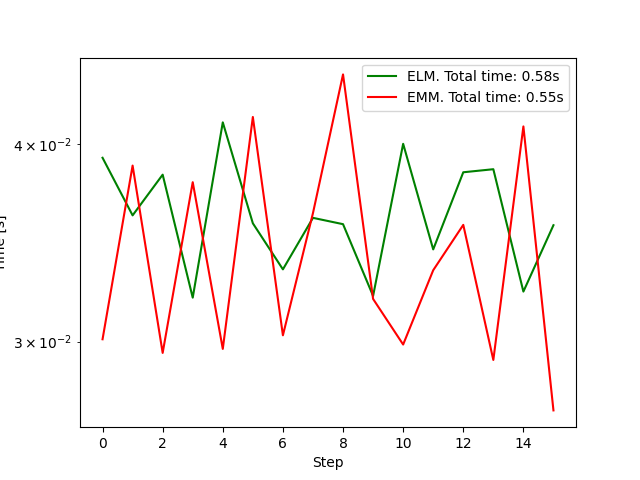 ELM. Total time: 0.58s
EMM. Total time: 0.55s
4 × 10⁻²
3 × 10⁻²
[s]
0 2 4 6 8 10 12 14
Step